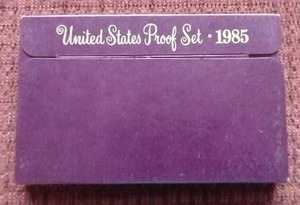 United States Proof Set • 1985